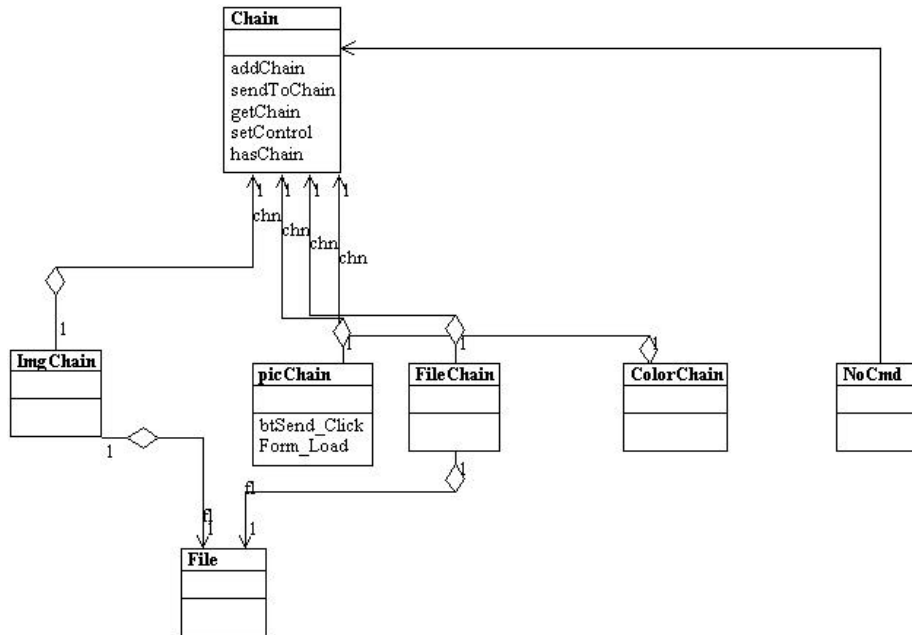 Chain
addChain
sendToChain
getChain
setControl
hasChain
1 1 1 1
chn
chn
chn
chn
1
1 1 1
ImgChain
picChain
FileChain
ColorChain
NoCmd
btSend_Click
Form_Load
1
1
fl
fl
1
1
File